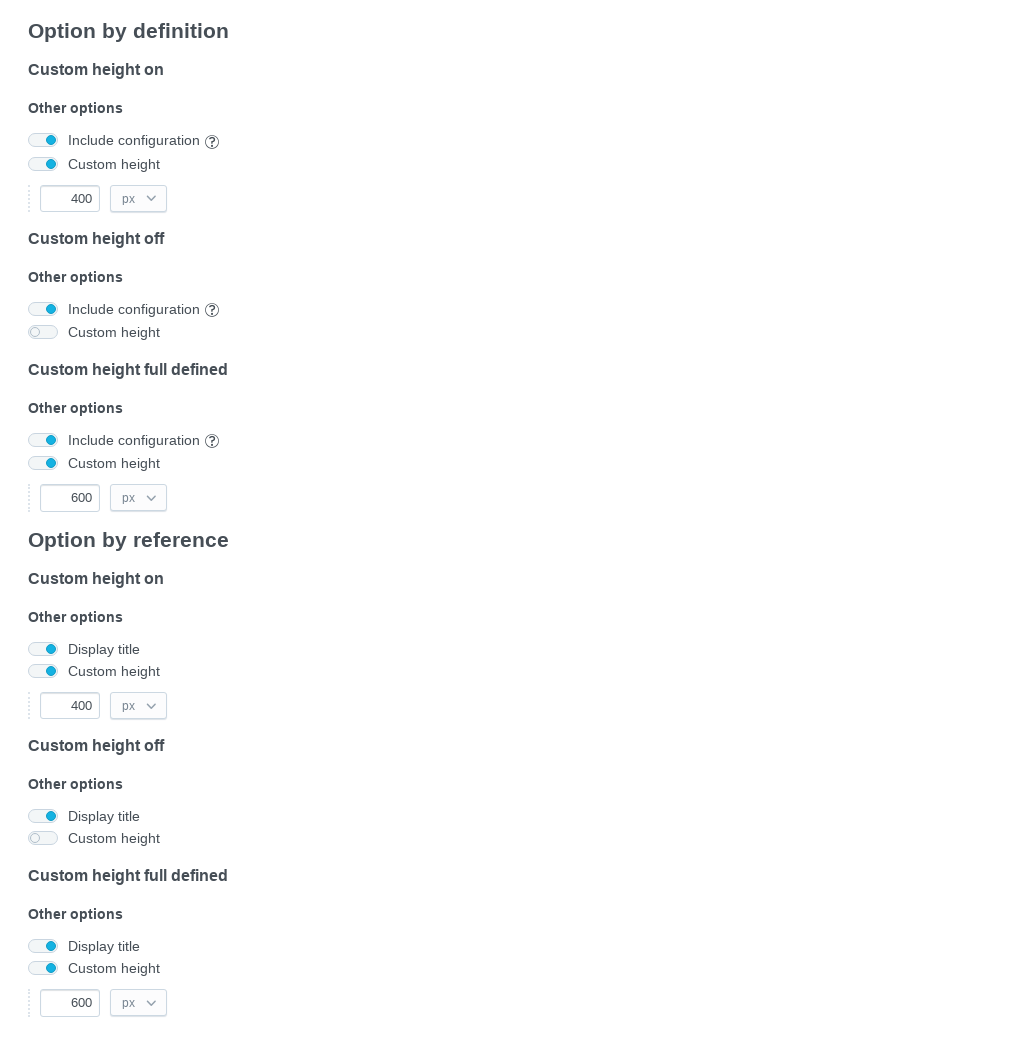 Option by definition
Custom height on
Other options
Include configuration ?
Custom height
400 px
Custom height off
Other options
Include configuration ?
Custom height
Custom height full defined
Other options
Include configuration ?
Custom height
600 px
Option by reference
Custom height on
Other options
Display title
Custom height
400 px
Custom height off
Other options
Display title
Custom height
Custom height full defined
Other options
Display title
Custom height
600 px